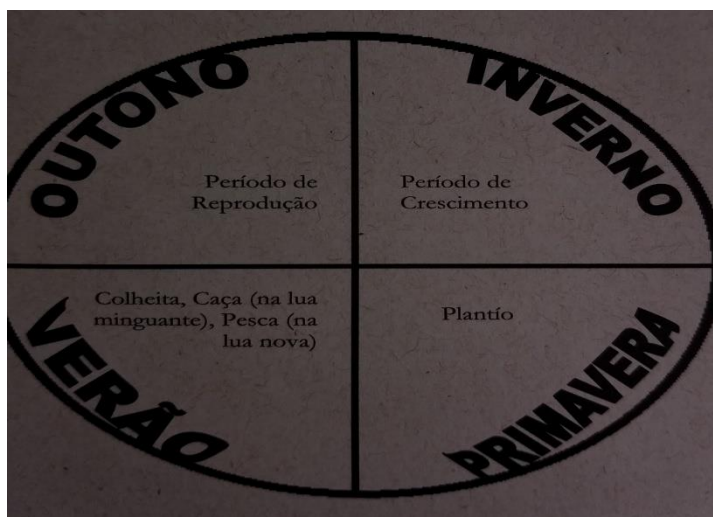 OUTONO
Período de
Reprodução
INVERNO
Período de
Crescimento
Colheita, Caça (na lua
minguante), Pesca (na
lua nova)
VERÃO
Plantío
PRIMAVERA